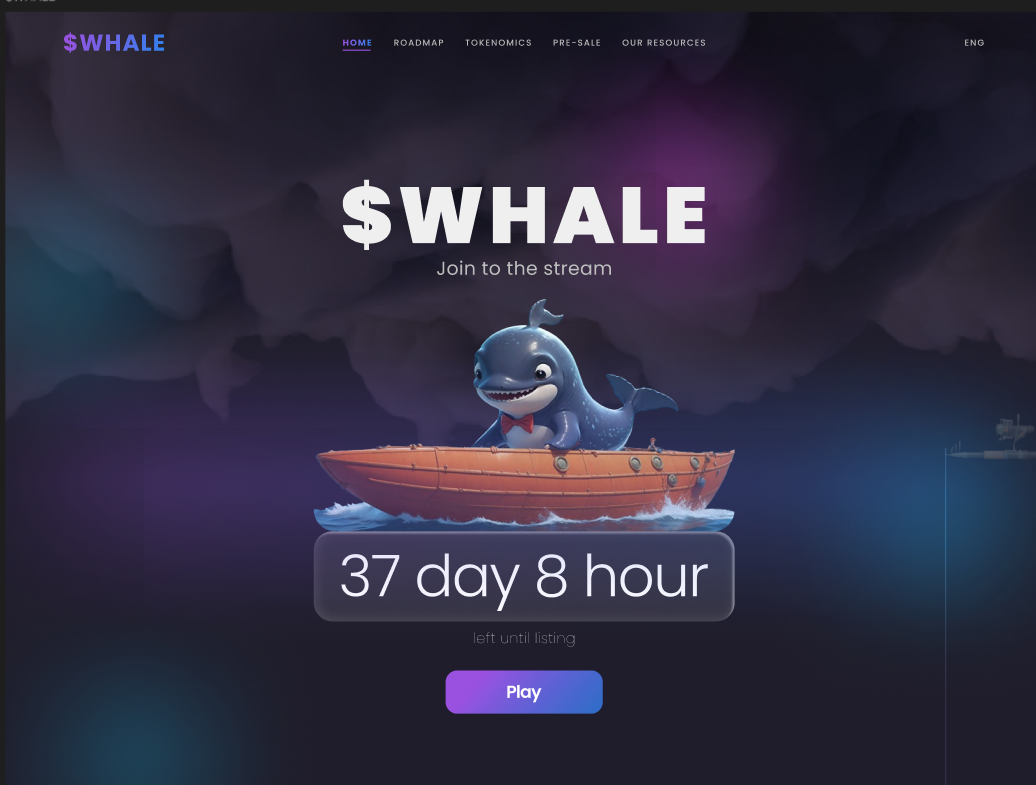 $WHALE
HOME ROADMAP TOKENOMICS PRE-SALE OUR RESOURCES ENG
$WHALE
Join to the stream
37 day 8 hour
left until listing
Play